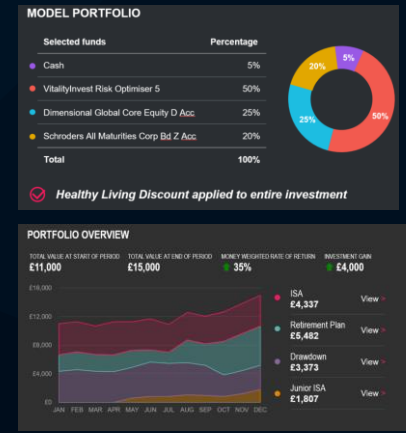 MODEL PORTFOLIO
Selected funds Percentage
Cash 5%
VitalityInvest Risk Optimiser 5 50%
Dimensional Global Core Equity D Acc 25%
Schroders All Maturities Corp Bd Z Acc 20%
Total 100%
5%
20%
50%
25%
Healthy Living Discount applied to entire investment
PORTFOLIO OVERVIEW
TOTAL VALUE AT START OF PERIOD TOTAL VALUE AT END OF PERIOD MONEY WEIGHTED RATE OF RETURN INVESTMENT GAIN
£11,000 £15,000 35% £4,000
£16,000
£12,000
£8,000
£4,000
£0
JAN FEB MAR APR MAY JUN JUL AUG SEP OCT NOV DEC
ISA
£4,337 View >
Retirement Plan
£5,482 View >
Drawdown
£3,373 View >
Junior ISA
£1,807 View >